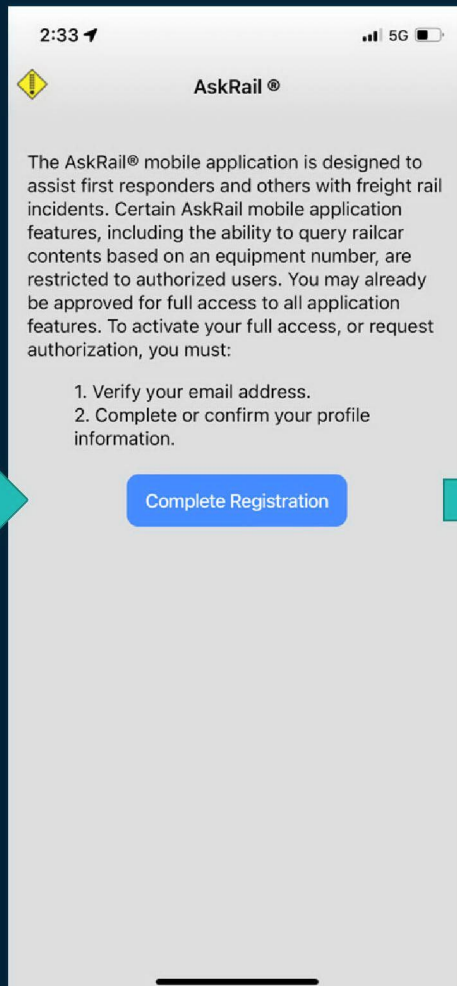 2:33 5G
AskRail ®
The AskRail® mobile application is designed to
assist first responders and others with freight rail
incidents. Certain AskRail mobile application
features, including the ability to query railcar
contents based on an equipment number, are
restricted to authorized users. You may already
be approved for full access to all application
features. To activate your full access, or request
authorization, you must:
1. Verify your email address.
2. Complete or confirm your profile
information.
Complete Registration